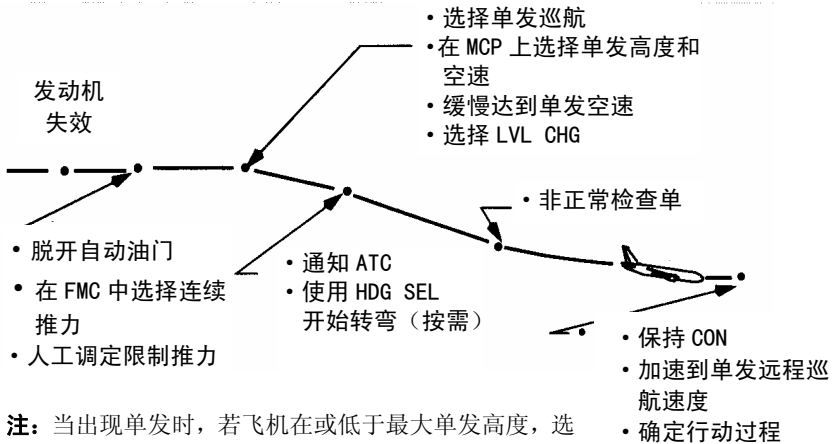 • 选择单发巡航
• 在 MCP 上选择单发高度和
空速
• 缓慢达到单发空速
• 选择 LVL CHG
发动机
失效
• 非正常检查单
• 脱开自动油门
• 在 FMC 中选择连续
推力
• 人工调定限制推力
• 通知 ATC
• 使用 HDG SEL
开始转弯（按需）
• 保持 CON
• 加速到单发远程巡
航速度
• 确定行动过程
注：当出现单发时，若飞机在或低于最大单发高度，选